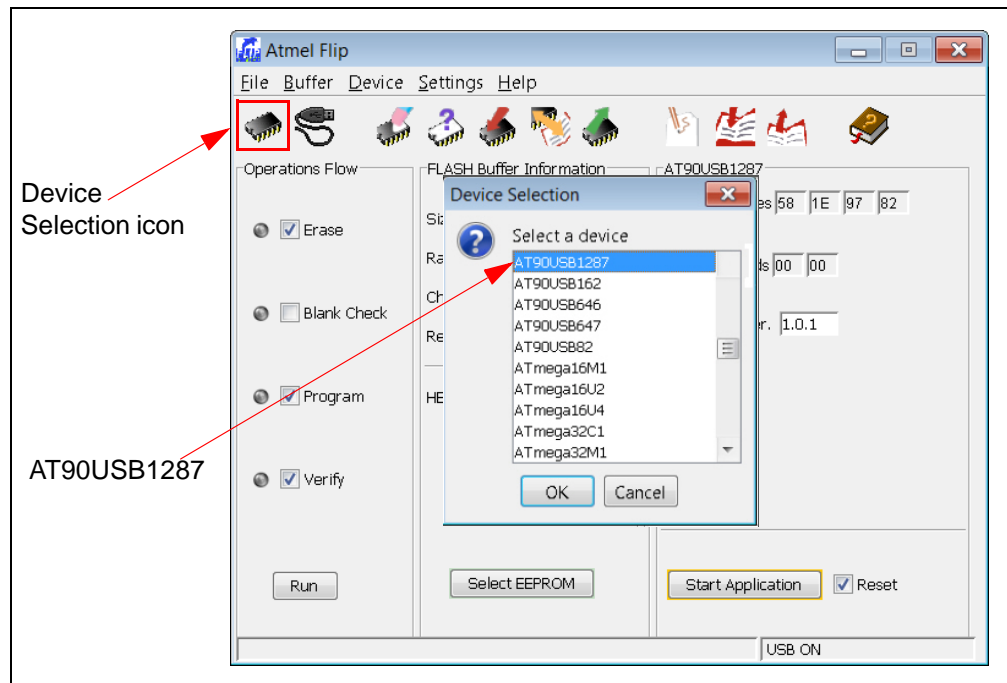 Atmel Flip
File Buffer Device Settings Help
Device
Selection icon
AT90USB1287
Operations Flow
Erase
Blank Check
Program
Verify
Run
FLASH Buffer Information
Select EEPROM
AT90USB1287
58 1E 97 82
00 00
1.0.1
Device Selection
Select a device
AT90USB1287
AT90USB162
AT90USB646
AT90USB647
AT90USB82
ATmega16M1
ATmega16U2
ATmega16U4
ATmega32C1
ATmega32M1
OK Cancel
Start Application Reset
USB ON